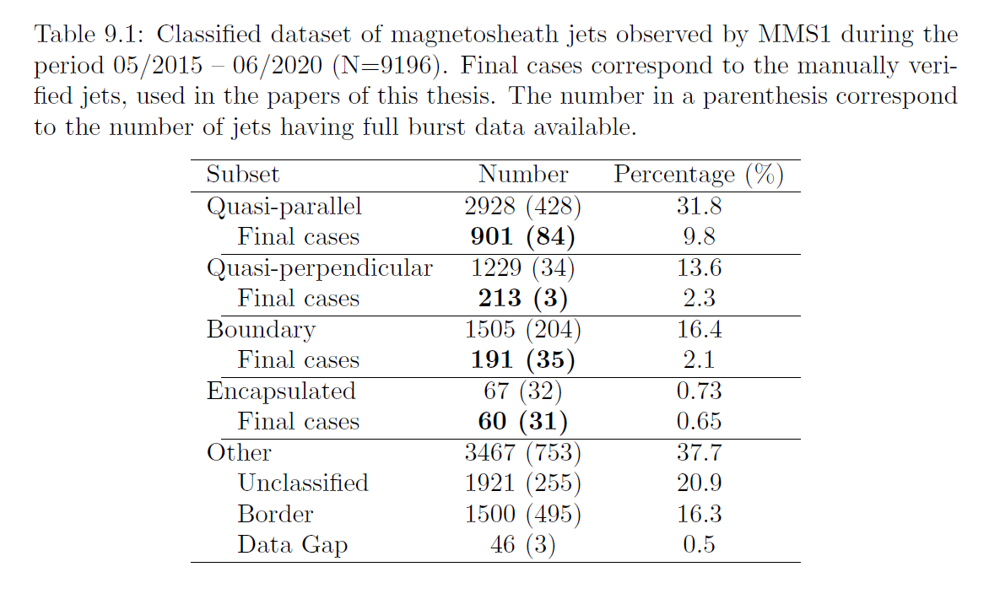 Table 9.1: Classified dataset of magnetosheath jets observed by MMS1 during the
period 05/2015 – 06/2020 (N=9196). Final cases correspond to the manually veri-
fied jets, used in the papers of this thesis. The number in a parenthesis correspond
to the number of jets having full burst data available.
Subset Number Percentage (%)
Quasi-parallel 2928 (428) 31.8
Final cases 901 (84) 9.8
Quasi-perpendicular 1229 (34) 13.6
Final cases 213 (3) 2.3
Boundary 1505 (204) 16.4
Final cases 191 (35) 2.1
Encapsulated 67 (32) 0.73
Final cases 60 (31) 0.65
Other 3467 (753) 37.7
Unclassified 1921 (255) 20.9
Border 1500 (495) 16.3
Data Gap 46 (3) 0.5